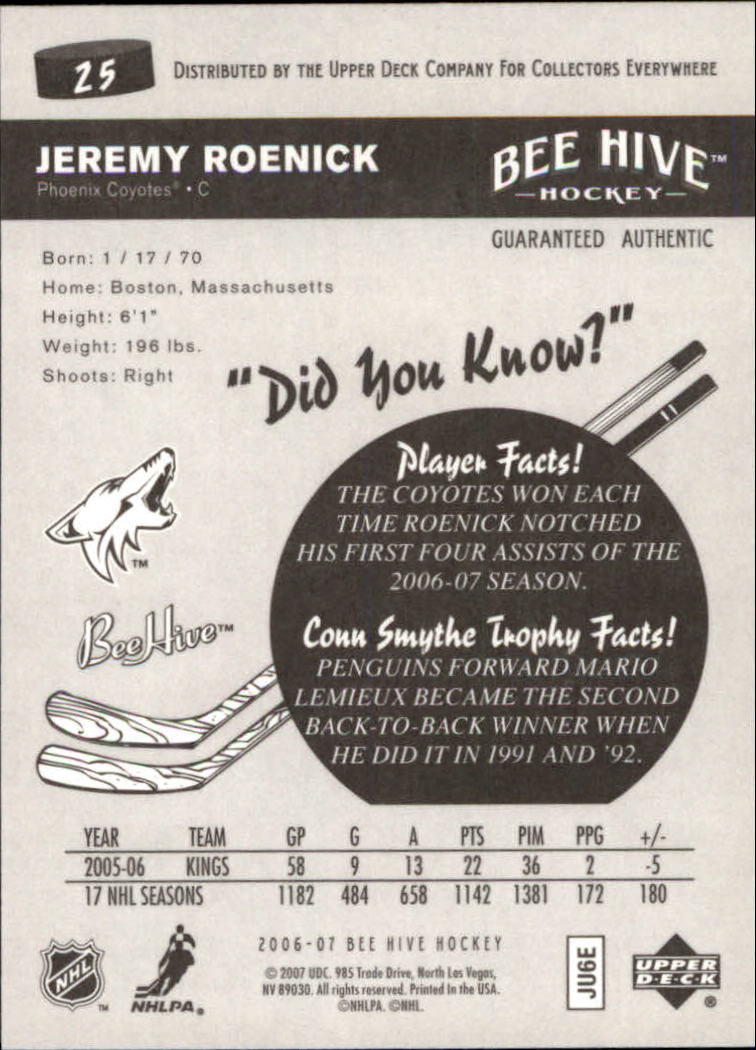 25
DISTRIBUTED BY THE UPPER DECK COMPANY FOR COLLECTORS EVERYWHERE
JEREMY ROENICK
Phoenix Coyotes® • C
BEE HIVE™
—HOCKEY—
GUARANTEED AUTHENTIC
Born: 1 / 17 / 70
Home: Boston, Massachusetts
Height: 6'1"
Weight: 196 lbs.
Shoots: Right
"Did You Know?"
Player Facts!
THE COYOTES WON EACH
TIME ROENICK NOTCHED
HIS FIRST FOUR ASSISTS OF THE
2006-07 SEASON.
Conn Smythe Trophy Facts!
PENGUINS FORWARD MARIO
LEMIEUX BECAME THE SECOND
BACK-TO-BACK WINNER WHEN
HE DID IT IN 1991 AND '92.
TM
BeeHive™
YEAR TEAM GP G A PTS PIM PPG +/-
2005-06 KINGS 58 9 13 22 36 2 -5
17 NHL SEASONS 1182 484 658 1142 1381 172 180
NHL
TM
NHLPA®
2006-07 BEE HIVE HOCKEY
© 2007 UDC. 985 Trade Drive, North Las Vegas,
NV 89030. All rights reserved. Printed in the USA.
©NHLPA. ©NHL.
JU6E
UPPER
D·E·C·K
®